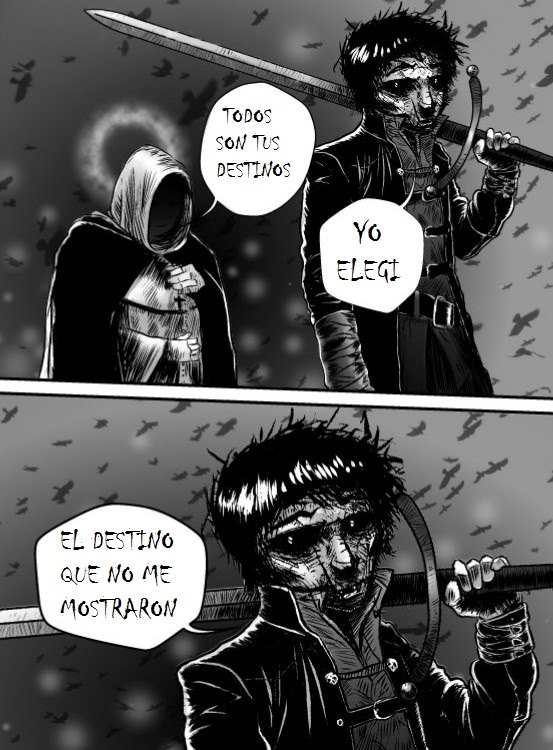 TODOS
SON TUS
DESTINOS
YO
ELEGI
EL DESTINO
QUE NO ME
MOSTRARON